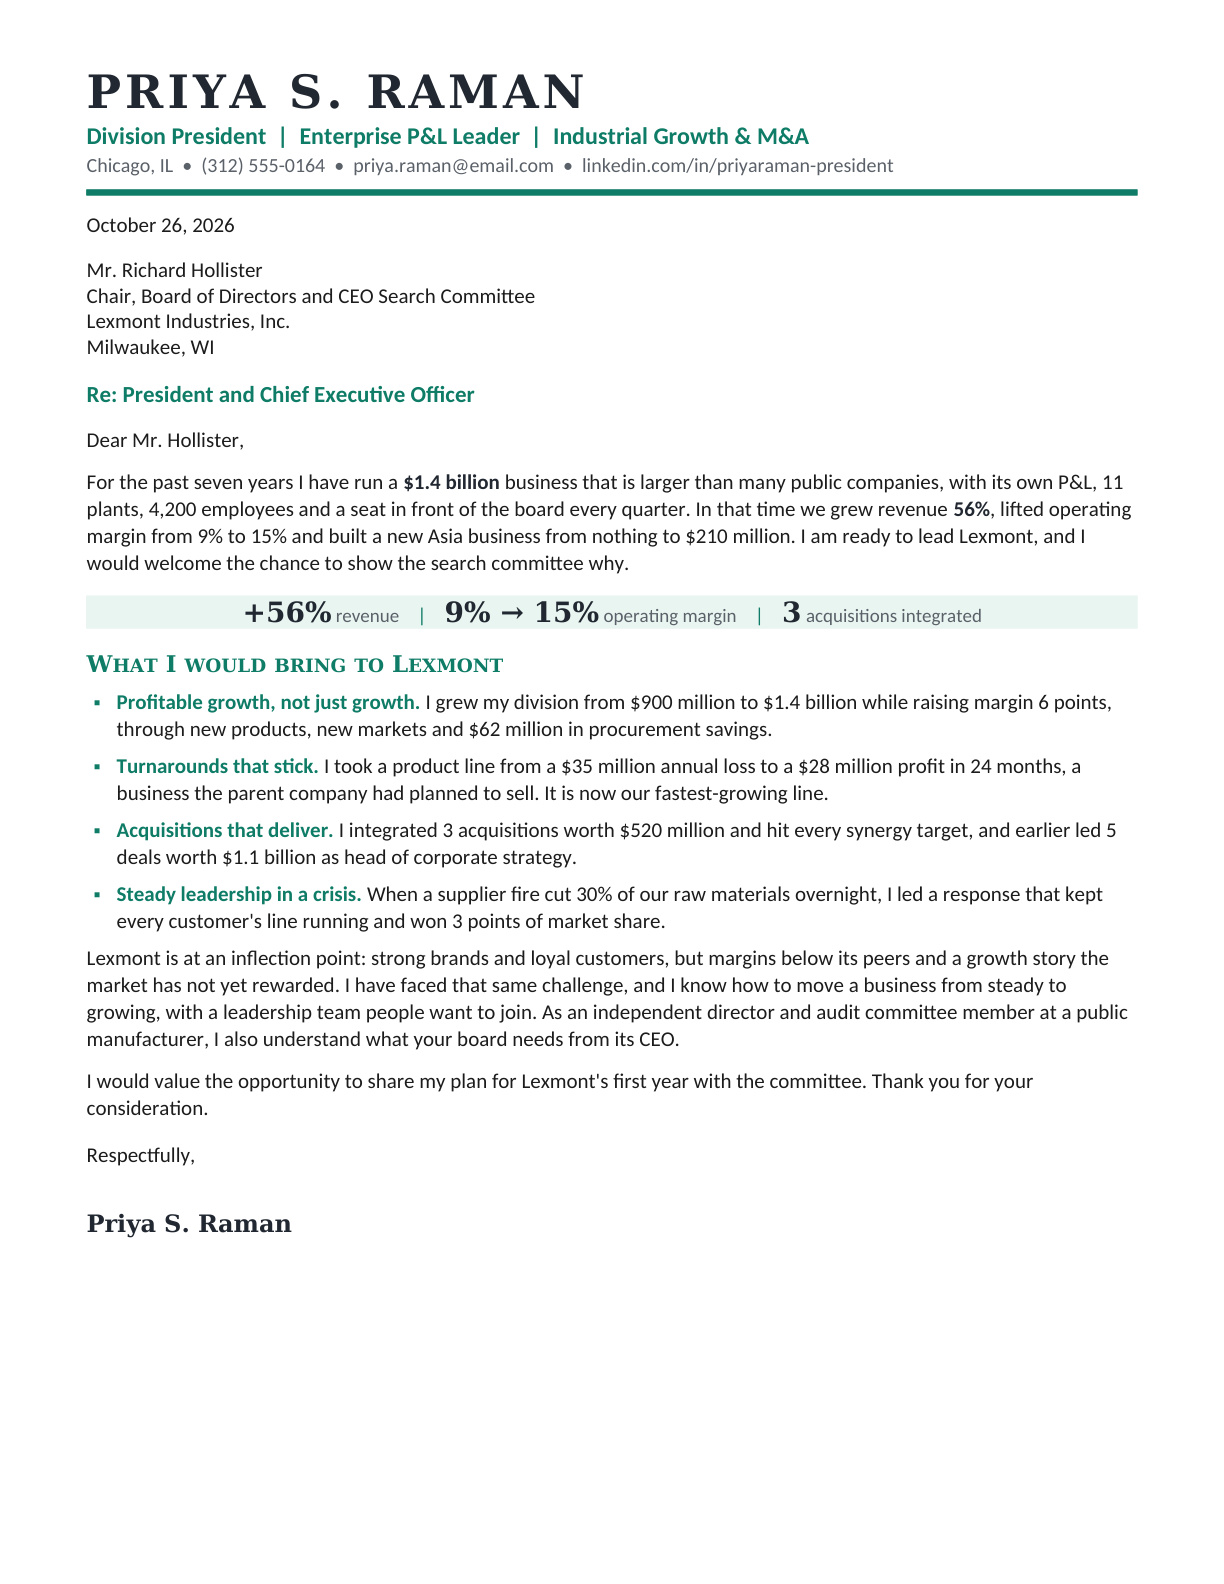 PRIYA S. RAMAN
Division President | Enterprise P&L Leader | Industrial Growth & M&A
Chicago, IL • (312) 555-0164 • priya.raman@email.com • linkedin.com/in/priyaraman-president
October 26, 2026
Mr. Richard Hollister
Chair, Board of Directors and CEO Search Committee
Lexmont Industries, Inc.
Milwaukee, WI
Re: President and Chief Executive Officer
Dear Mr. Hollister,
For the past seven years I have run a $1.4 billion business that is larger than many public companies, with its own P&L, 11
plants, 4,200 employees and a seat in front of the board every quarter. In that time we grew revenue 56%, lifted operating
margin from 9% to 15% and built a new Asia business from nothing to $210 million. I am ready to lead Lexmont, and I
would welcome the chance to show the search committee why.
+56% revenue | 9% → 15% operating margin | 3 acquisitions integrated
What I would bring to Lexmont
▪ Profitable growth, not just growth. I grew my division from $900 million to $1.4 billion while raising margin 6 points,
through new products, new markets and $62 million in procurement savings.
▪ Turnarounds that stick. I took a product line from a $35 million annual loss to a $28 million profit in 24 months, a
business the parent company had planned to sell. It is now our fastest-growing line.
▪ Acquisitions that deliver. I integrated 3 acquisitions worth $520 million and hit every synergy target, and earlier led 5
deals worth $1.1 billion as head of corporate strategy.
▪ Steady leadership in a crisis. When a supplier fire cut 30% of our raw materials overnight, I led a response that kept
every customer's line running and won 3 points of market share.
Lexmont is at an inflection point: strong brands and loyal customers, but margins below its peers and a growth story the
market has not yet rewarded. I have faced that same challenge, and I know how to move a business from steady to
growing, with a leadership team people want to join. As an independent director and audit committee member at a public
manufacturer, I also understand what your board needs from its CEO.
I would value the opportunity to share my plan for Lexmont's first year with the committee. Thank you for your
consideration.
Respectfully,
Priya S. Raman